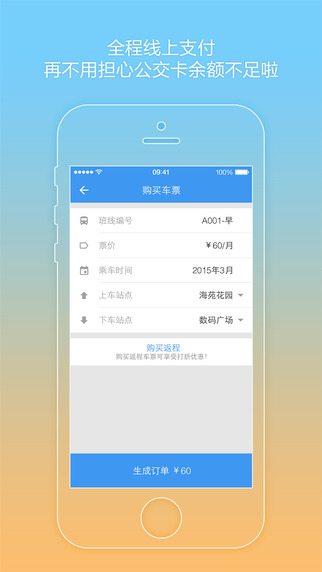 全程线上支付
再不用担心公交卡余额不足啦
09:41
100%
购买车票
班线编号 A001-早
票价 ￥60/月
乘车时间 2015年3月
上车站点 海苑花园
下车站点 数码广场
购买返程
购买返程车票可享受打折优惠!
生成订单 ￥60